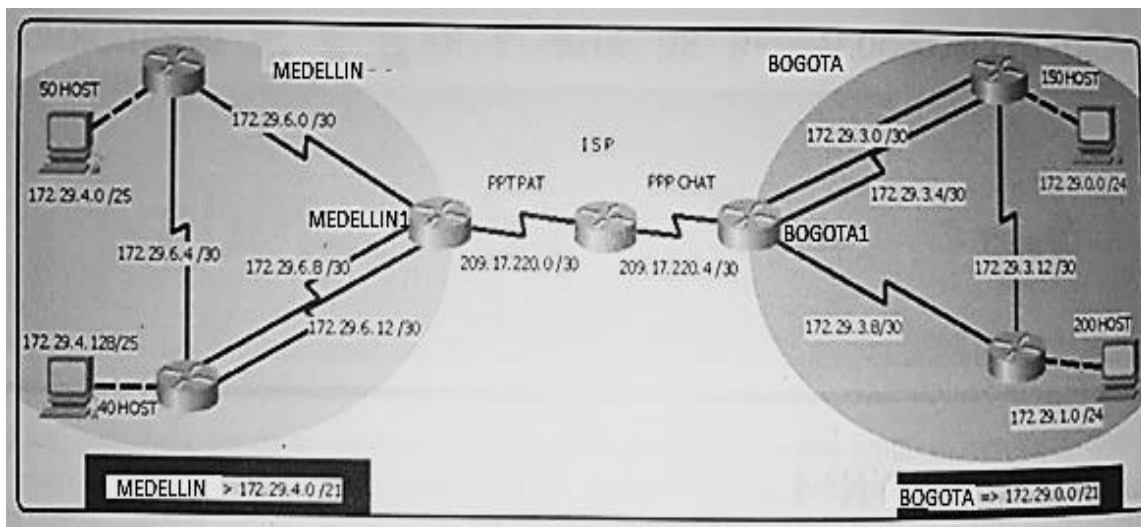 MEDELLIN
BOGOTA
50 HOST
150 HOST
172.29.6.0 /30
172.29.3.0 /30
ISP
PPT PAT
PPP CHAT
172.29.4.0 /25
172.29.3.4/30
172.29.0.0 /24
MEDELLIN1
BOGOTA1
172.29.6.4 /30
172.29.6.8 /30
209.17.220.0 /30
209.17.220.4 /30
172.29.3.12 /30
172.29.6.12 /30
172.29.3.8/30
172.29.4.128/25
200 HOST
40 HOST
172.29.1.0 /24
MEDELLIN > 172.29.4.0 /21
BOGOTA => 172.29.0.0 /21